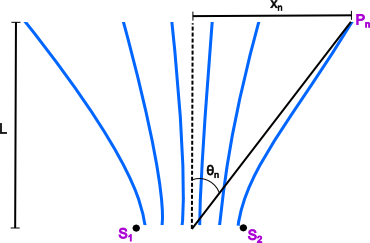 xₙ
Pₙ
L
θₙ
S₁
S₂